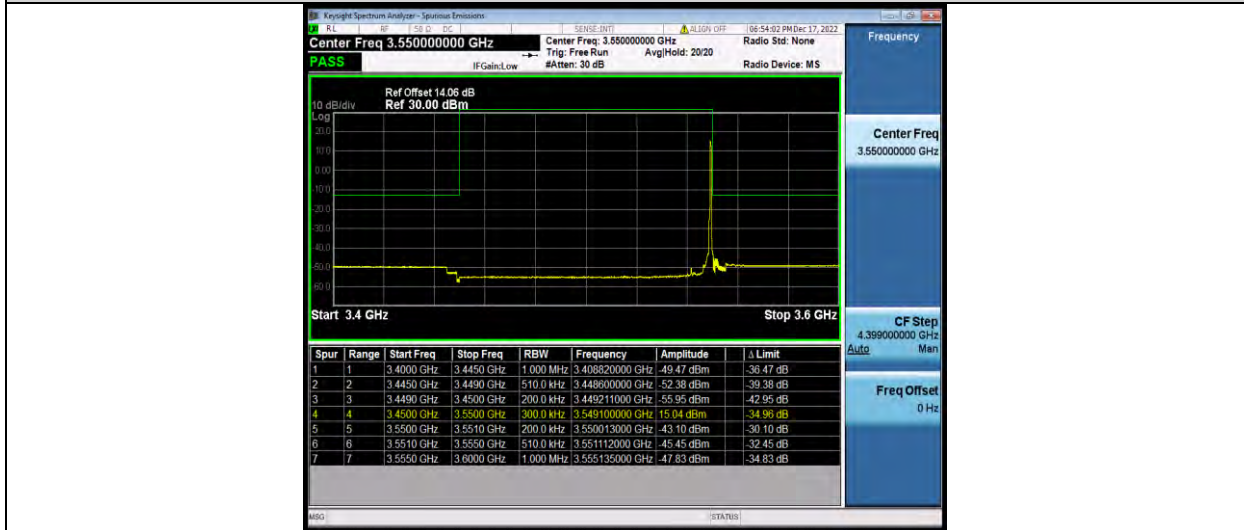 Keysight Spectrum Analyzer - Spurious Emissions
RL RF 50 Ω DC SENSE:INT ALIGN OFF 06:54:02 PM Dec 17, 2022
Center Freq 3.550000000 GHz Center Freq: 3.550000000 GHz Radio Std: None
Trig: Free Run Avg|Hold: 20/20
PASS IFGain:Low #Atten: 30 dB Radio Device: MS
Frequency
Ref Offset 14.06 dB
10 dB/div Ref 30.00 dBm
Log
20.0
10.0
0.00
-10.0
-20.0
-30.0
-40.0
-50.0
-60.0
Start 3.4 GHz Stop 3.6 GHz
Center Freq
3.550000000 GHz
CF Step
4.399000000 GHz
Auto Man
Freq Offset
0 Hz
Spur Range Start Freq Stop Freq RBW Frequency Amplitude Δ Limit
1 1 3.4000 GHz 3.4450 GHz 1.000 MHz 3.408820000 GHz -49.47 dBm -36.47 dB
2 2 3.4450 GHz 3.4490 GHz 510.0 kHz 3.448600000 GHz -52.38 dBm -39.38 dB
3 3 3.4490 GHz 3.4500 GHz 200.0 kHz 3.449211000 GHz -55.95 dBm -42.95 dB
4 4 3.4500 GHz 3.5500 GHz 300.0 kHz 3.549100000 GHz 15.04 dBm -34.96 dB
5 5 3.5500 GHz 3.5510 GHz 200.0 kHz 3.550013000 GHz -43.10 dBm -30.10 dB
6 6 3.5510 GHz 3.5550 GHz 510.0 kHz 3.551112000 GHz -45.45 dBm -32.45 dB
7 7 3.5550 GHz 3.6000 GHz 1.000 MHz 3.555135000 GHz -47.83 dBm -34.83 dB
MSG STATUS